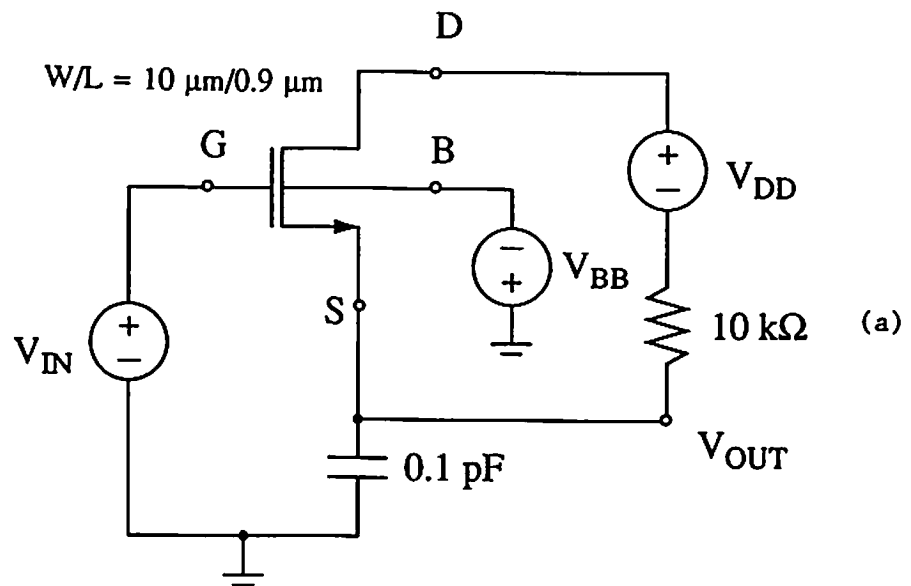 D
W/L = 10 μm/0.9 μm
G
B
+
−
V_DD
−
+
V_BB
S
+
−
V_IN
10 kΩ
(a)
V_OUT
0.1 pF